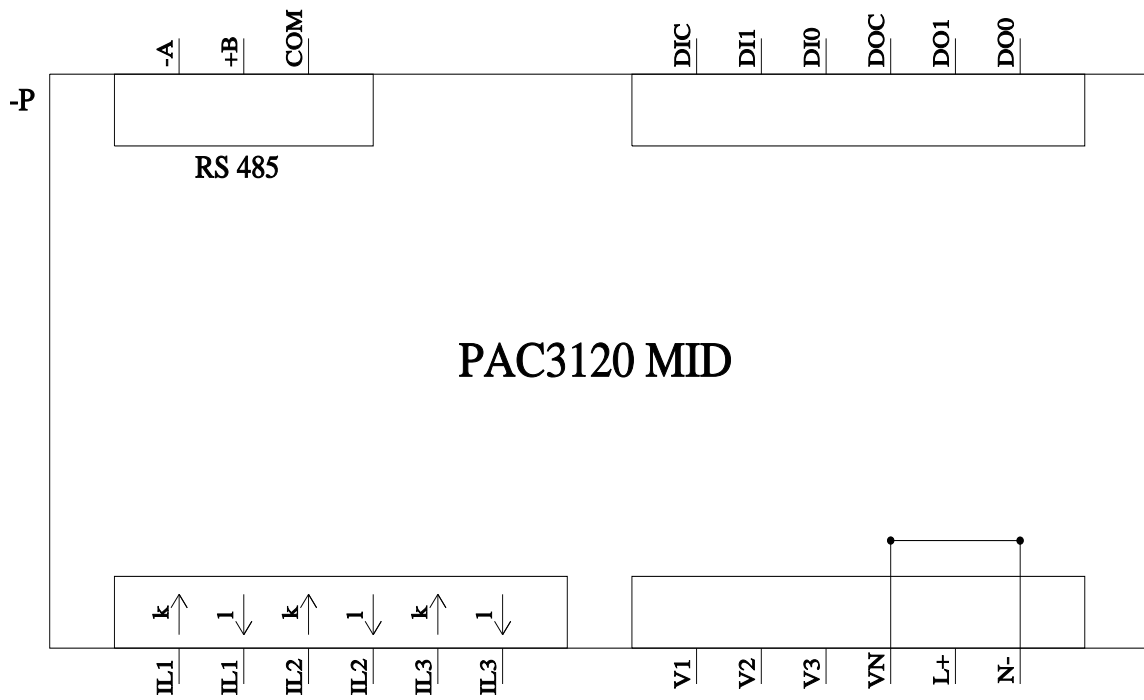 -A +B COM DIC DI1 DI0 DOC DO1 DO0
-P
RS 485
PAC3120 MID
k l k l k l
IL1 IL1 IL2 IL2 IL3 IL3 V1 V2 V3 VN L+ N-